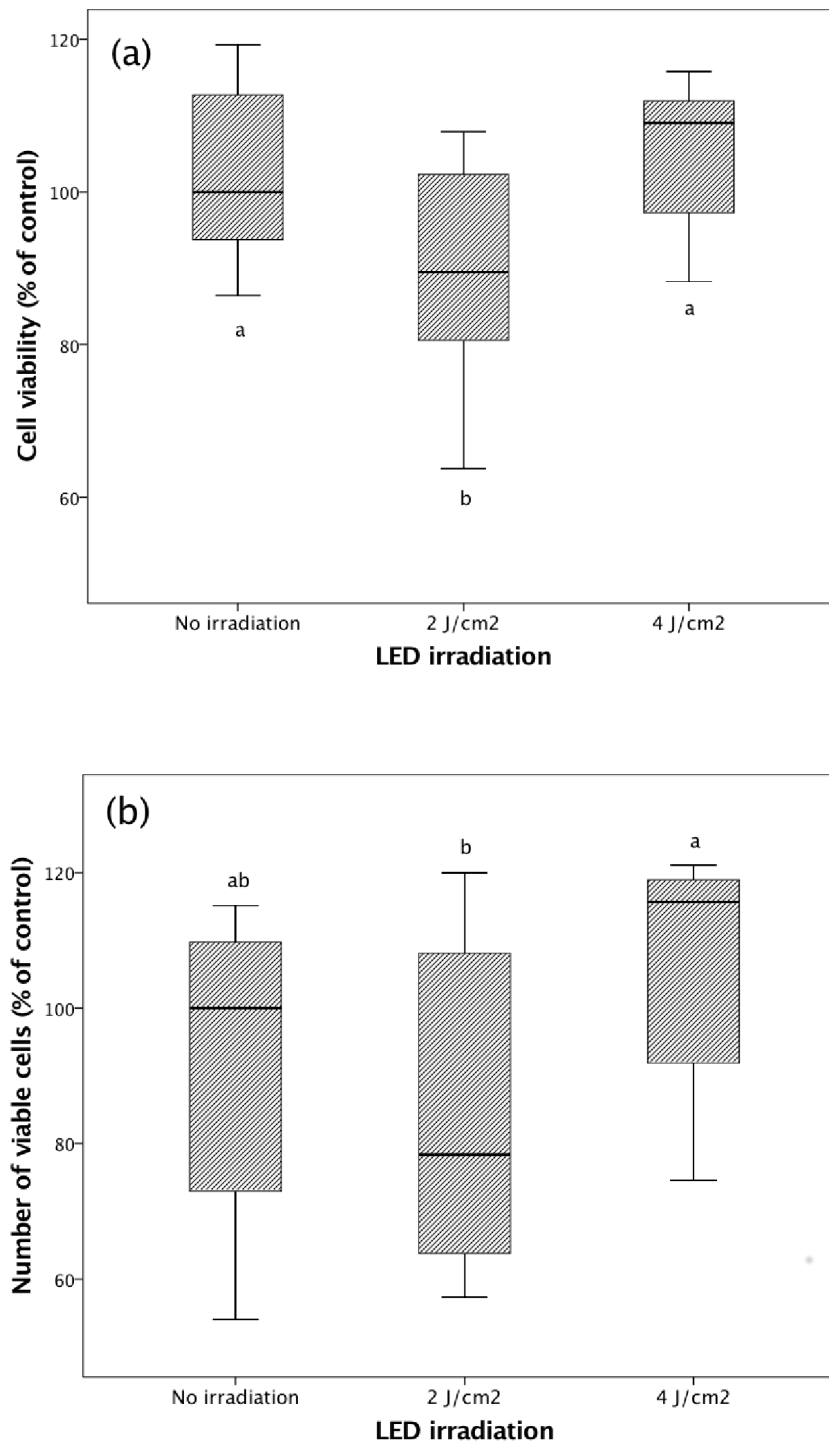 (a)
Cell viability (% of control)
120
100
80
60
a
b
a
No irradiation
2 J/cm2
4 J/cm2
LED irradiation
(b)
Number of viable cells (% of control)
120
100
80
60
ab
b
a
No irradiation
2 J/cm2
4 J/cm2
LED irradiation